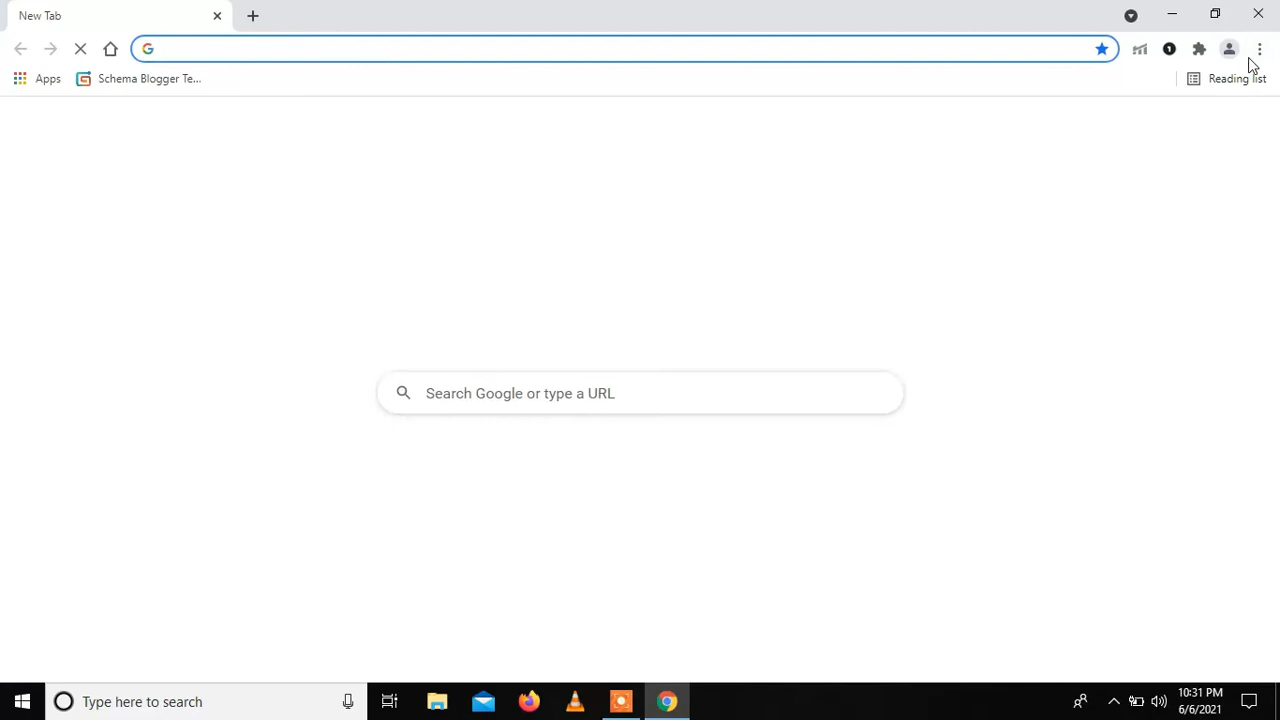 New Tab
Apps
Schema Blogger Te...
Reading list
Search Google or type a URL
Type here to search
10:31 PM
6/6/2021